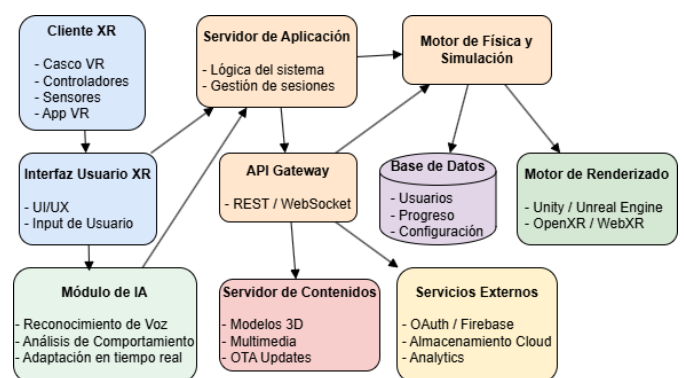 Cliente XR
- Casco VR
- Controladores
- Sensores
- App VR
Servidor de Aplicación
- Lógica del sistema
- Gestión de sesiones
Motor de Física y
Simulación
Interfaz Usuario XR
- UI/UX
- Input de Usuario
API Gateway
- REST / WebSocket
Base de Datos
- Usuarios
- Progreso
- Configuración
Motor de Renderizado
- Unity / Unreal Engine
- OpenXR / WebXR
Módulo de IA
- Reconocimiento de Voz
- Análisis de Comportamiento
- Adaptación en tiempo real
Servidor de Contenidos
- Modelos 3D
- Multimedia
- OTA Updates
Servicios Externos
- OAuth / Firebase
- Almacenamiento Cloud
- Analytics